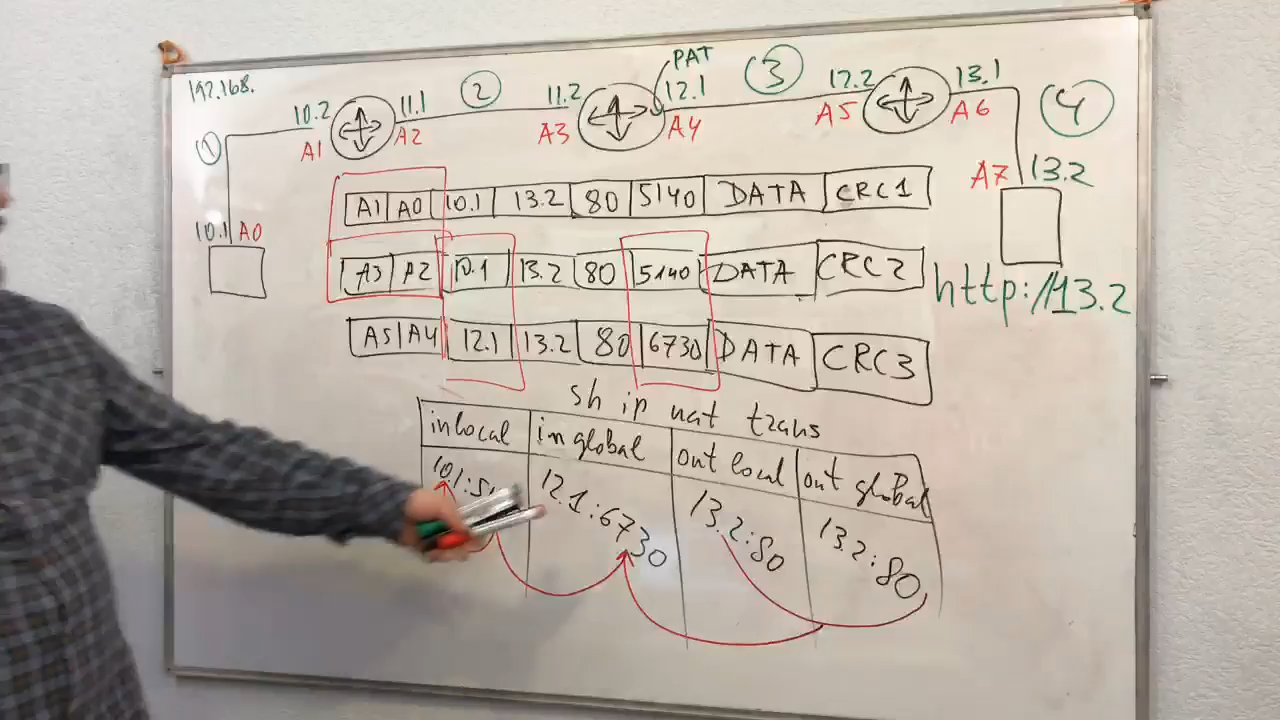 192.168.
PAT
10.2 11.1 2 11.2 12.1 3 12.2 13.1
1 A1 A2 A3 A4 A5 A6 4
A7 13.2
10.1 A0
A1 A0 10.1 13.2 80 5140 DATA CRC1
A3 A2 10.1 13.2 80 5140 DATA CRC2
http://13.2
A5 A4 12.1 13.2 80 6730 DATA CRC3
sh ip nat trans
in local in global out local out global
12.1:6730 13.2:80 13.2:80